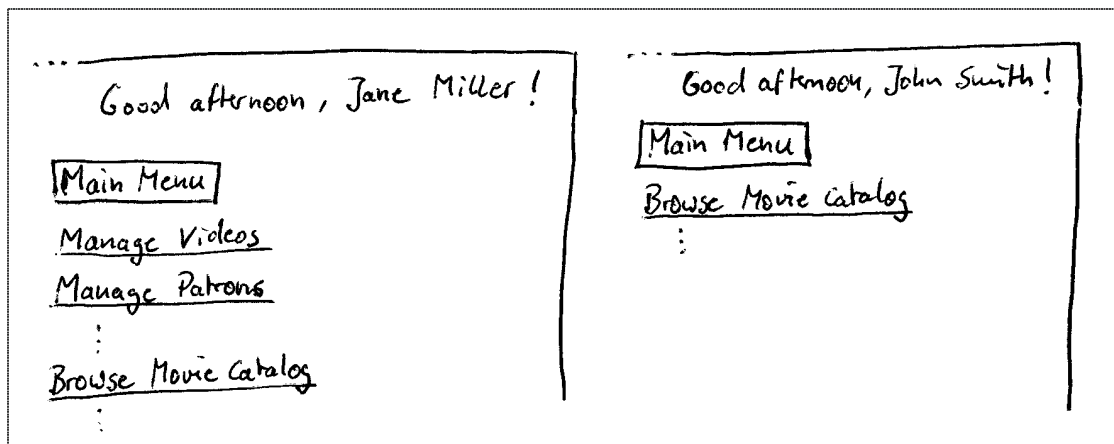 Good afternoon, Jane Miller!
Main Menu
Manage Videos
Manage Patrons
Browse Movie Catalog
Good afternoon, John Smith!
Main Menu
Browse Movie Catalog